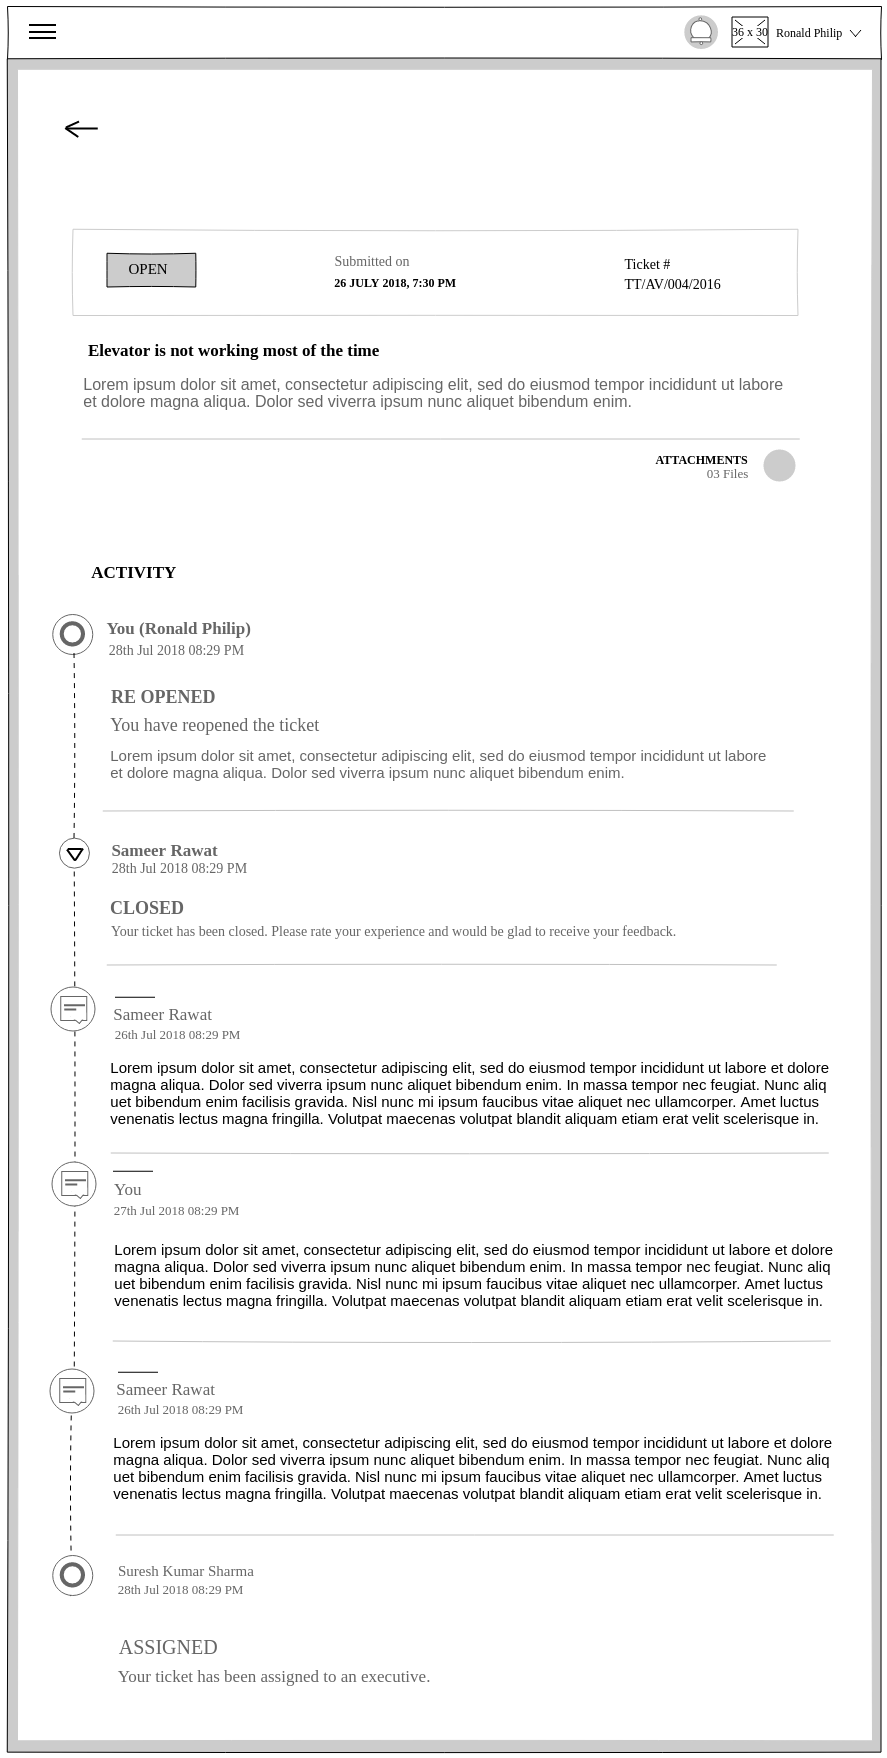 36 x 30
Ronald Philip
OPEN
Submitted on
26 JULY 2018, 7:30 PM
Ticket #
TT/AV/004/2016
Elevator is not working most of the time
Lorem ipsum dolor sit amet, consectetur adipiscing elit, sed do eiusmod tempor incididunt ut labore
et dolore magna aliqua. Dolor sed viverra ipsum nunc aliquet bibendum enim.
ATTACHMENTS
03 Files
ACTIVITY
You (Ronald Philip)
28th Jul 2018 08:29 PM
RE OPENED
You have reopened the ticket
Lorem ipsum dolor sit amet, consectetur adipiscing elit, sed do eiusmod tempor incididunt ut labore
et dolore magna aliqua. Dolor sed viverra ipsum nunc aliquet bibendum enim.
Sameer Rawat
28th Jul 2018 08:29 PM
CLOSED
Your ticket has been closed. Please rate your experience and would be glad to receive your feedback.
Sameer Rawat
26th Jul 2018 08:29 PM
Lorem ipsum dolor sit amet, consectetur adipiscing elit, sed do eiusmod tempor incididunt ut labore et dolore
magna aliqua. Dolor sed viverra ipsum nunc aliquet bibendum enim. In massa tempor nec feugiat. Nunc aliq
uet bibendum enim facilisis gravida. Nisl nunc mi ipsum faucibus vitae aliquet nec ullamcorper. Amet luctus
venenatis lectus magna fringilla. Volutpat maecenas volutpat blandit aliquam etiam erat velit scelerisque in.
You
27th Jul 2018 08:29 PM
Lorem ipsum dolor sit amet, consectetur adipiscing elit, sed do eiusmod tempor incididunt ut labore et dolore
magna aliqua. Dolor sed viverra ipsum nunc aliquet bibendum enim. In massa tempor nec feugiat. Nunc aliq
uet bibendum enim facilisis gravida. Nisl nunc mi ipsum faucibus vitae aliquet nec ullamcorper. Amet luctus
venenatis lectus magna fringilla. Volutpat maecenas volutpat blandit aliquam etiam erat velit scelerisque in.
Sameer Rawat
26th Jul 2018 08:29 PM
Lorem ipsum dolor sit amet, consectetur adipiscing elit, sed do eiusmod tempor incididunt ut labore et dolore
magna aliqua. Dolor sed viverra ipsum nunc aliquet bibendum enim. In massa tempor nec feugiat. Nunc aliq
uet bibendum enim facilisis gravida. Nisl nunc mi ipsum faucibus vitae aliquet nec ullamcorper. Amet luctus
venenatis lectus magna fringilla. Volutpat maecenas volutpat blandit aliquam etiam erat velit scelerisque in.
Suresh Kumar Sharma
28th Jul 2018 08:29 PM
ASSIGNED
Your ticket has been assigned to an executive.